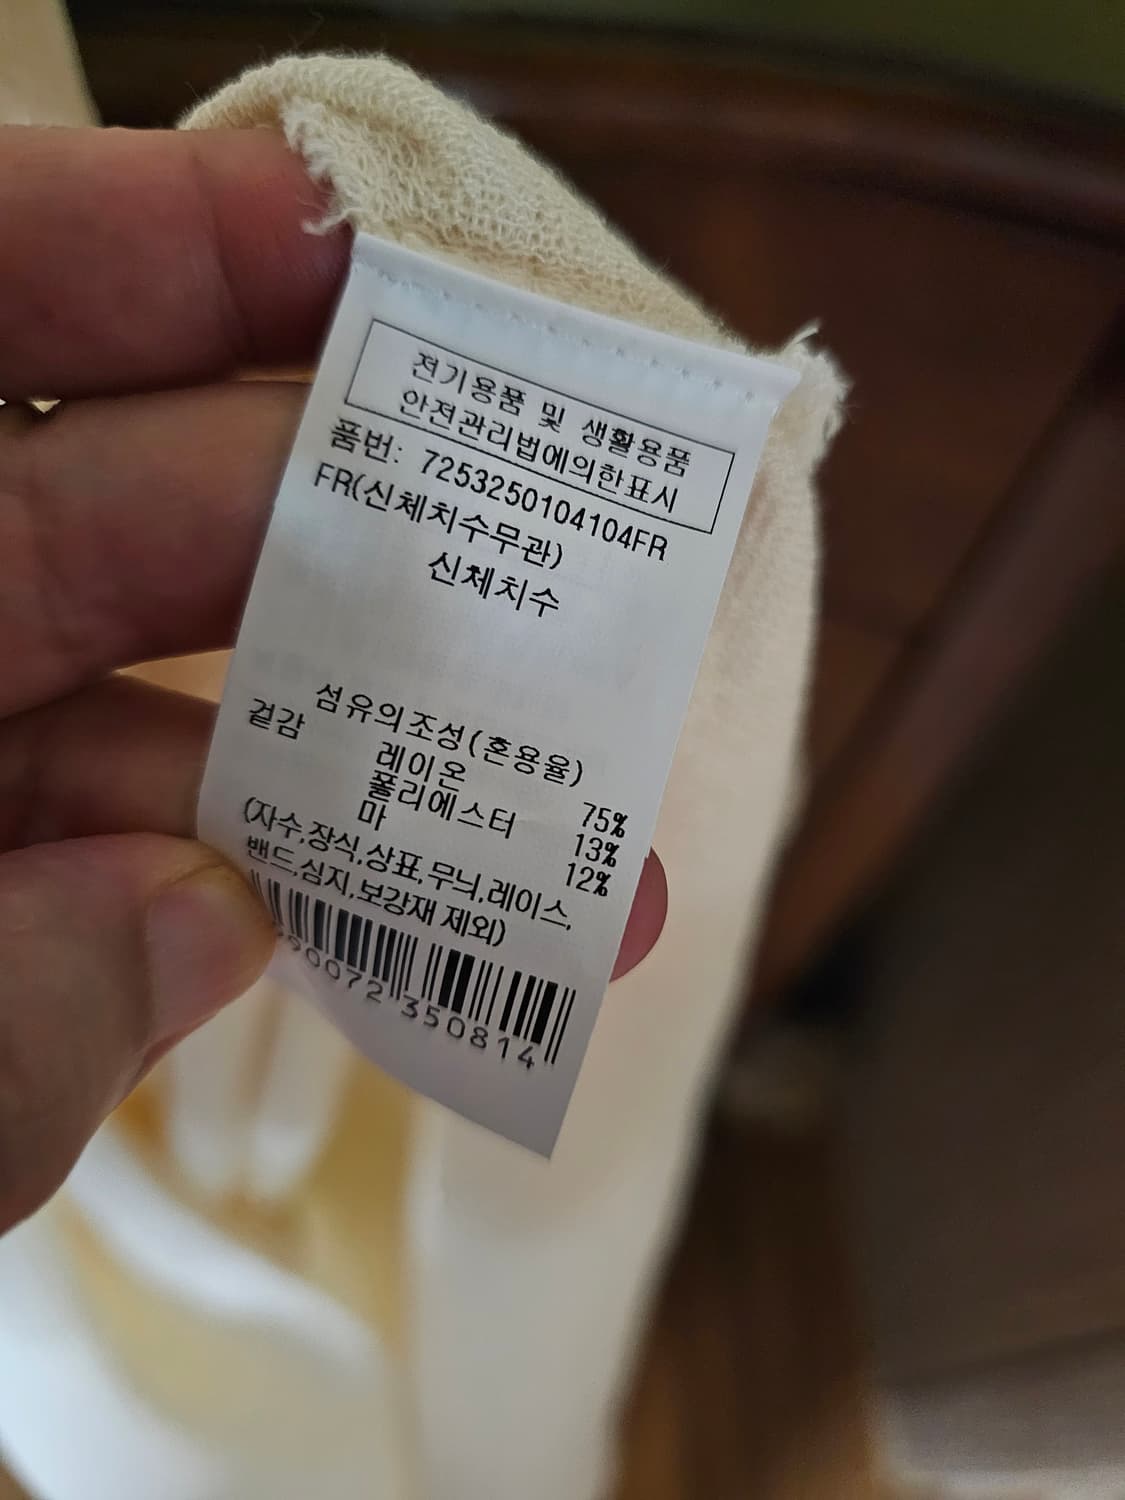 전기용품 및 생활용품
안전관리법에의한표시
품번: 7253250104104FR
FR(신체치수무관)
신체치수
섬유의조성(혼용율)
겉감
레이온 75%
폴리에스터 13%
마 12%
(자수,장식,상표,무늬,레이스,
밴드,심지,보강재 제외)
90072 350814